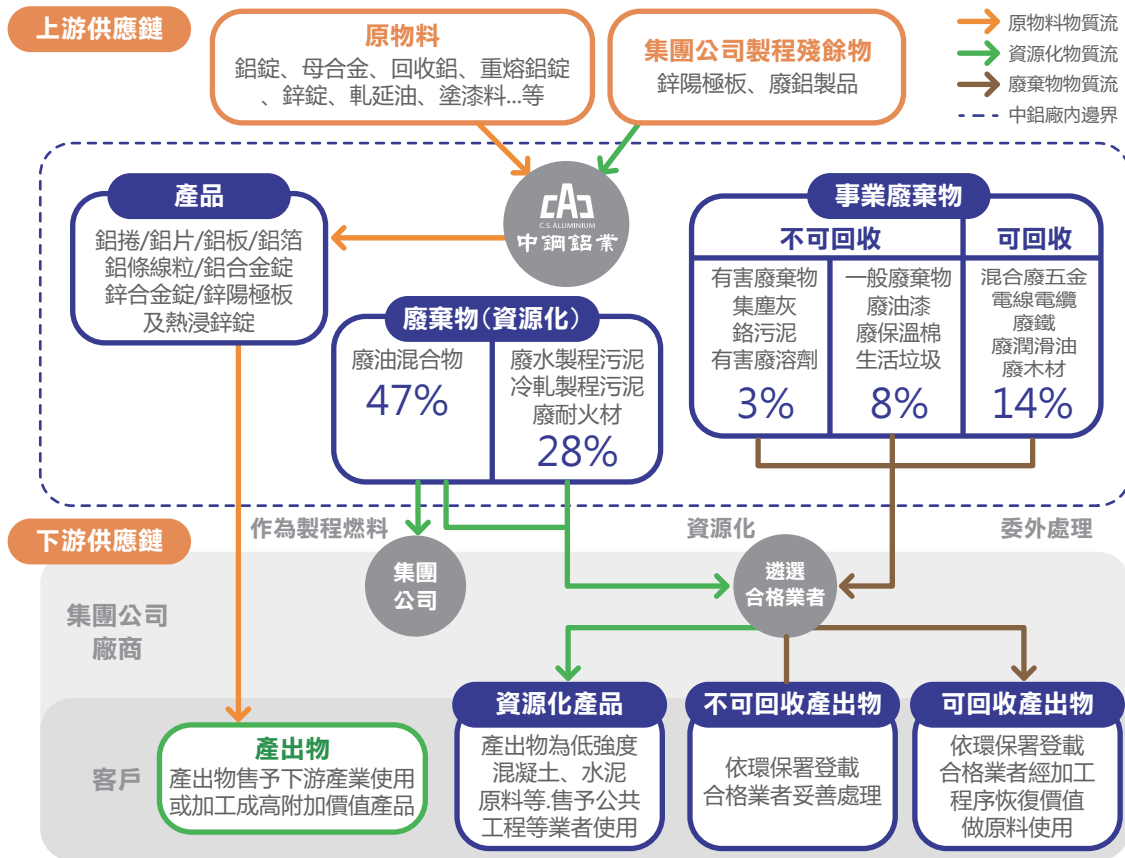 上游供應鏈
原物料
鋁錠、母合金、回收鋁、重熔鋁錠
、鋅錠、軋延油、塗漆料...等
集團公司製程殘餘物
鋅陽極板、廢鋁製品
原物料物質流
資源化物質流
廢棄物物質流
中鋁廠內邊界
CAC
C.S.ALUMINIUM
中鋼鋁業
產品
鋁捲/鋁片/鋁板/鋁箔
鋁條線粒/鋁合金錠
鋅合金錠/鋅陽極板
及熱浸鋅錠
廢棄物(資源化)
廢油混合物
47%
廢水製程污泥
冷軋製程污泥
廢耐火材
28%
事業廢棄物
不可回收
可回收
有害廢棄物
集塵灰
鉻污泥
有害廢溶劑
3%
一般廢棄物
廢油漆
廢保溫棉
生活垃圾
8%
混合廢五金
電線電纜
廢鐵
廢潤滑油
廢木材
14%
作為製程燃料
資源化
委外處理
下游供應鏈
集團
公司
遴選
合格業者
集團公司
廠商
客戶
產出物
產出物售予下游產業使用
或加工成高附加價值產品
資源化產品
產出物為低強度
混凝土、水泥
原料等.售予公共
工程等業者使用
不可回收產出物
依環保署登載
合格業者妥善處理
可回收產出物
依環保署登載
合格業者經加工
程序恢復價值
做原料使用